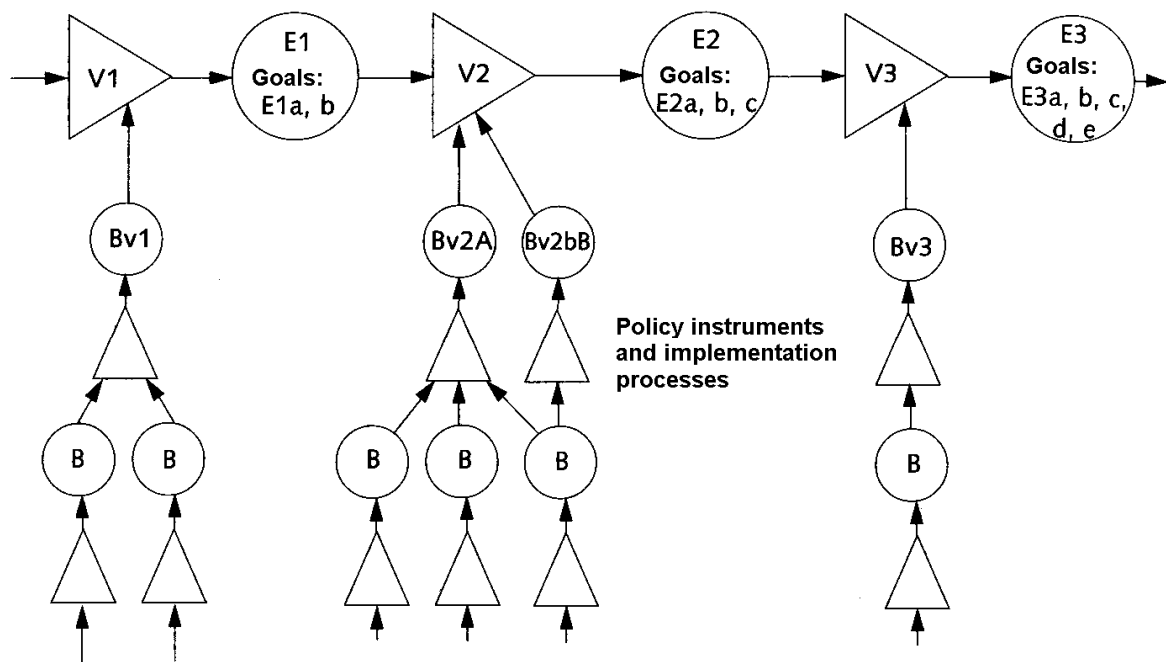 V1
E1
Goals:
E1a, b
V2
E2
Goals:
E2a, b, c
V3
E3
Goals:
E3a, b, c,
d, e
Bv1
Bv2A
Bv2bB
Bv3
Policy instruments
and implementation
processes
B
B
B
B
B
B